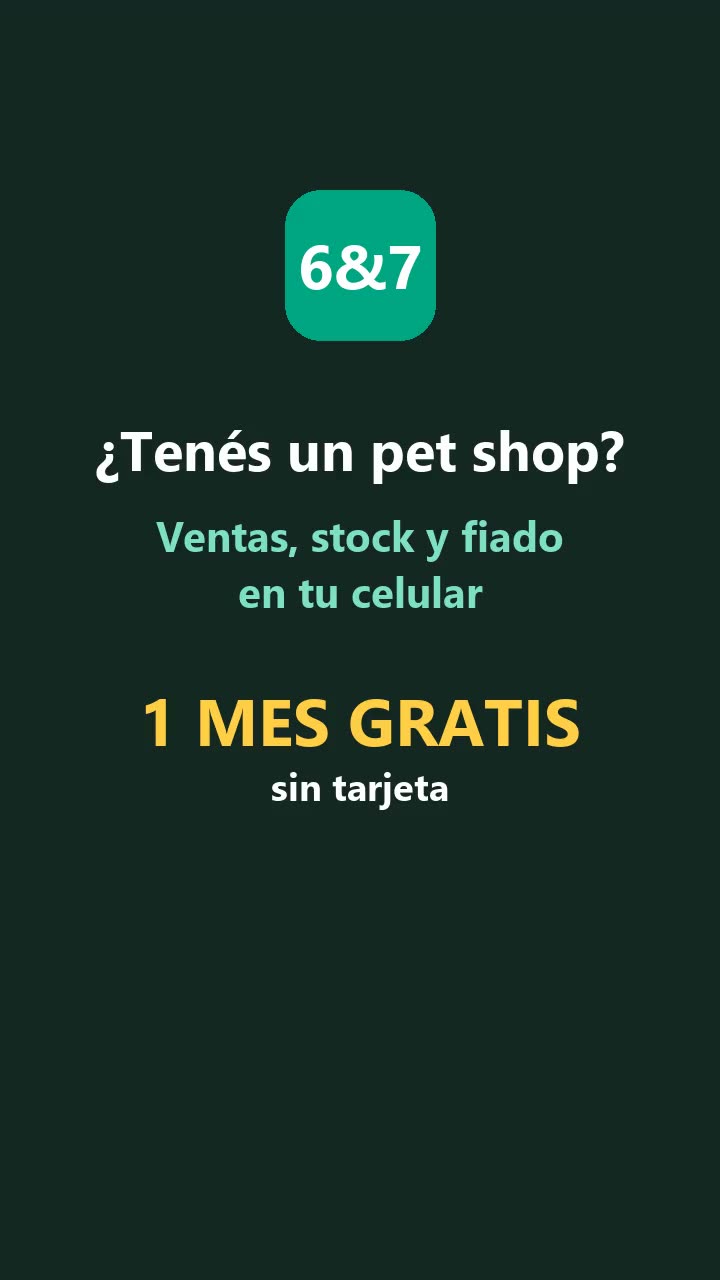 6&7
¿Tenés un pet shop?
Ventas, stock y fiado
en tu celular
1 MES GRATIS
sin tarjeta